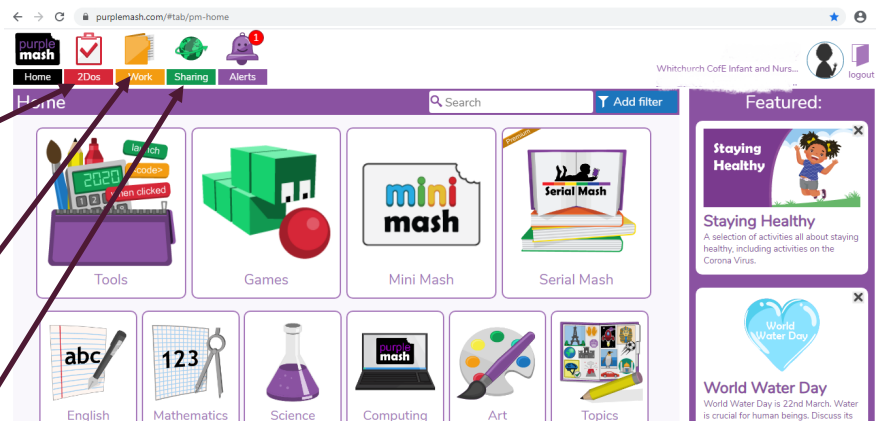 purplemash.com/#tab/pm-home
purple
mash
1
Home
2Dos
Work
Sharing
Alerts
Whitchurch CofE Infant and Nurs...
logout
Home
Search
Add filter
Featured:
launch
code>
when clicked
2020
1 2
Tools
Games
mini
mash
Mini Mash
Premium
Serial Mash
Serial Mash
Staying
Healthy
Staying Healthy
A selection of activities all about staying
healthy, including activities on the
Corona Virus.
abc
English
123
Mathematics
Science
purple
mash
Computing
Art
Topics
World
Water Day
World Water Day
World Water Day is 22nd March. Water
is crucial for human beings. Discuss its